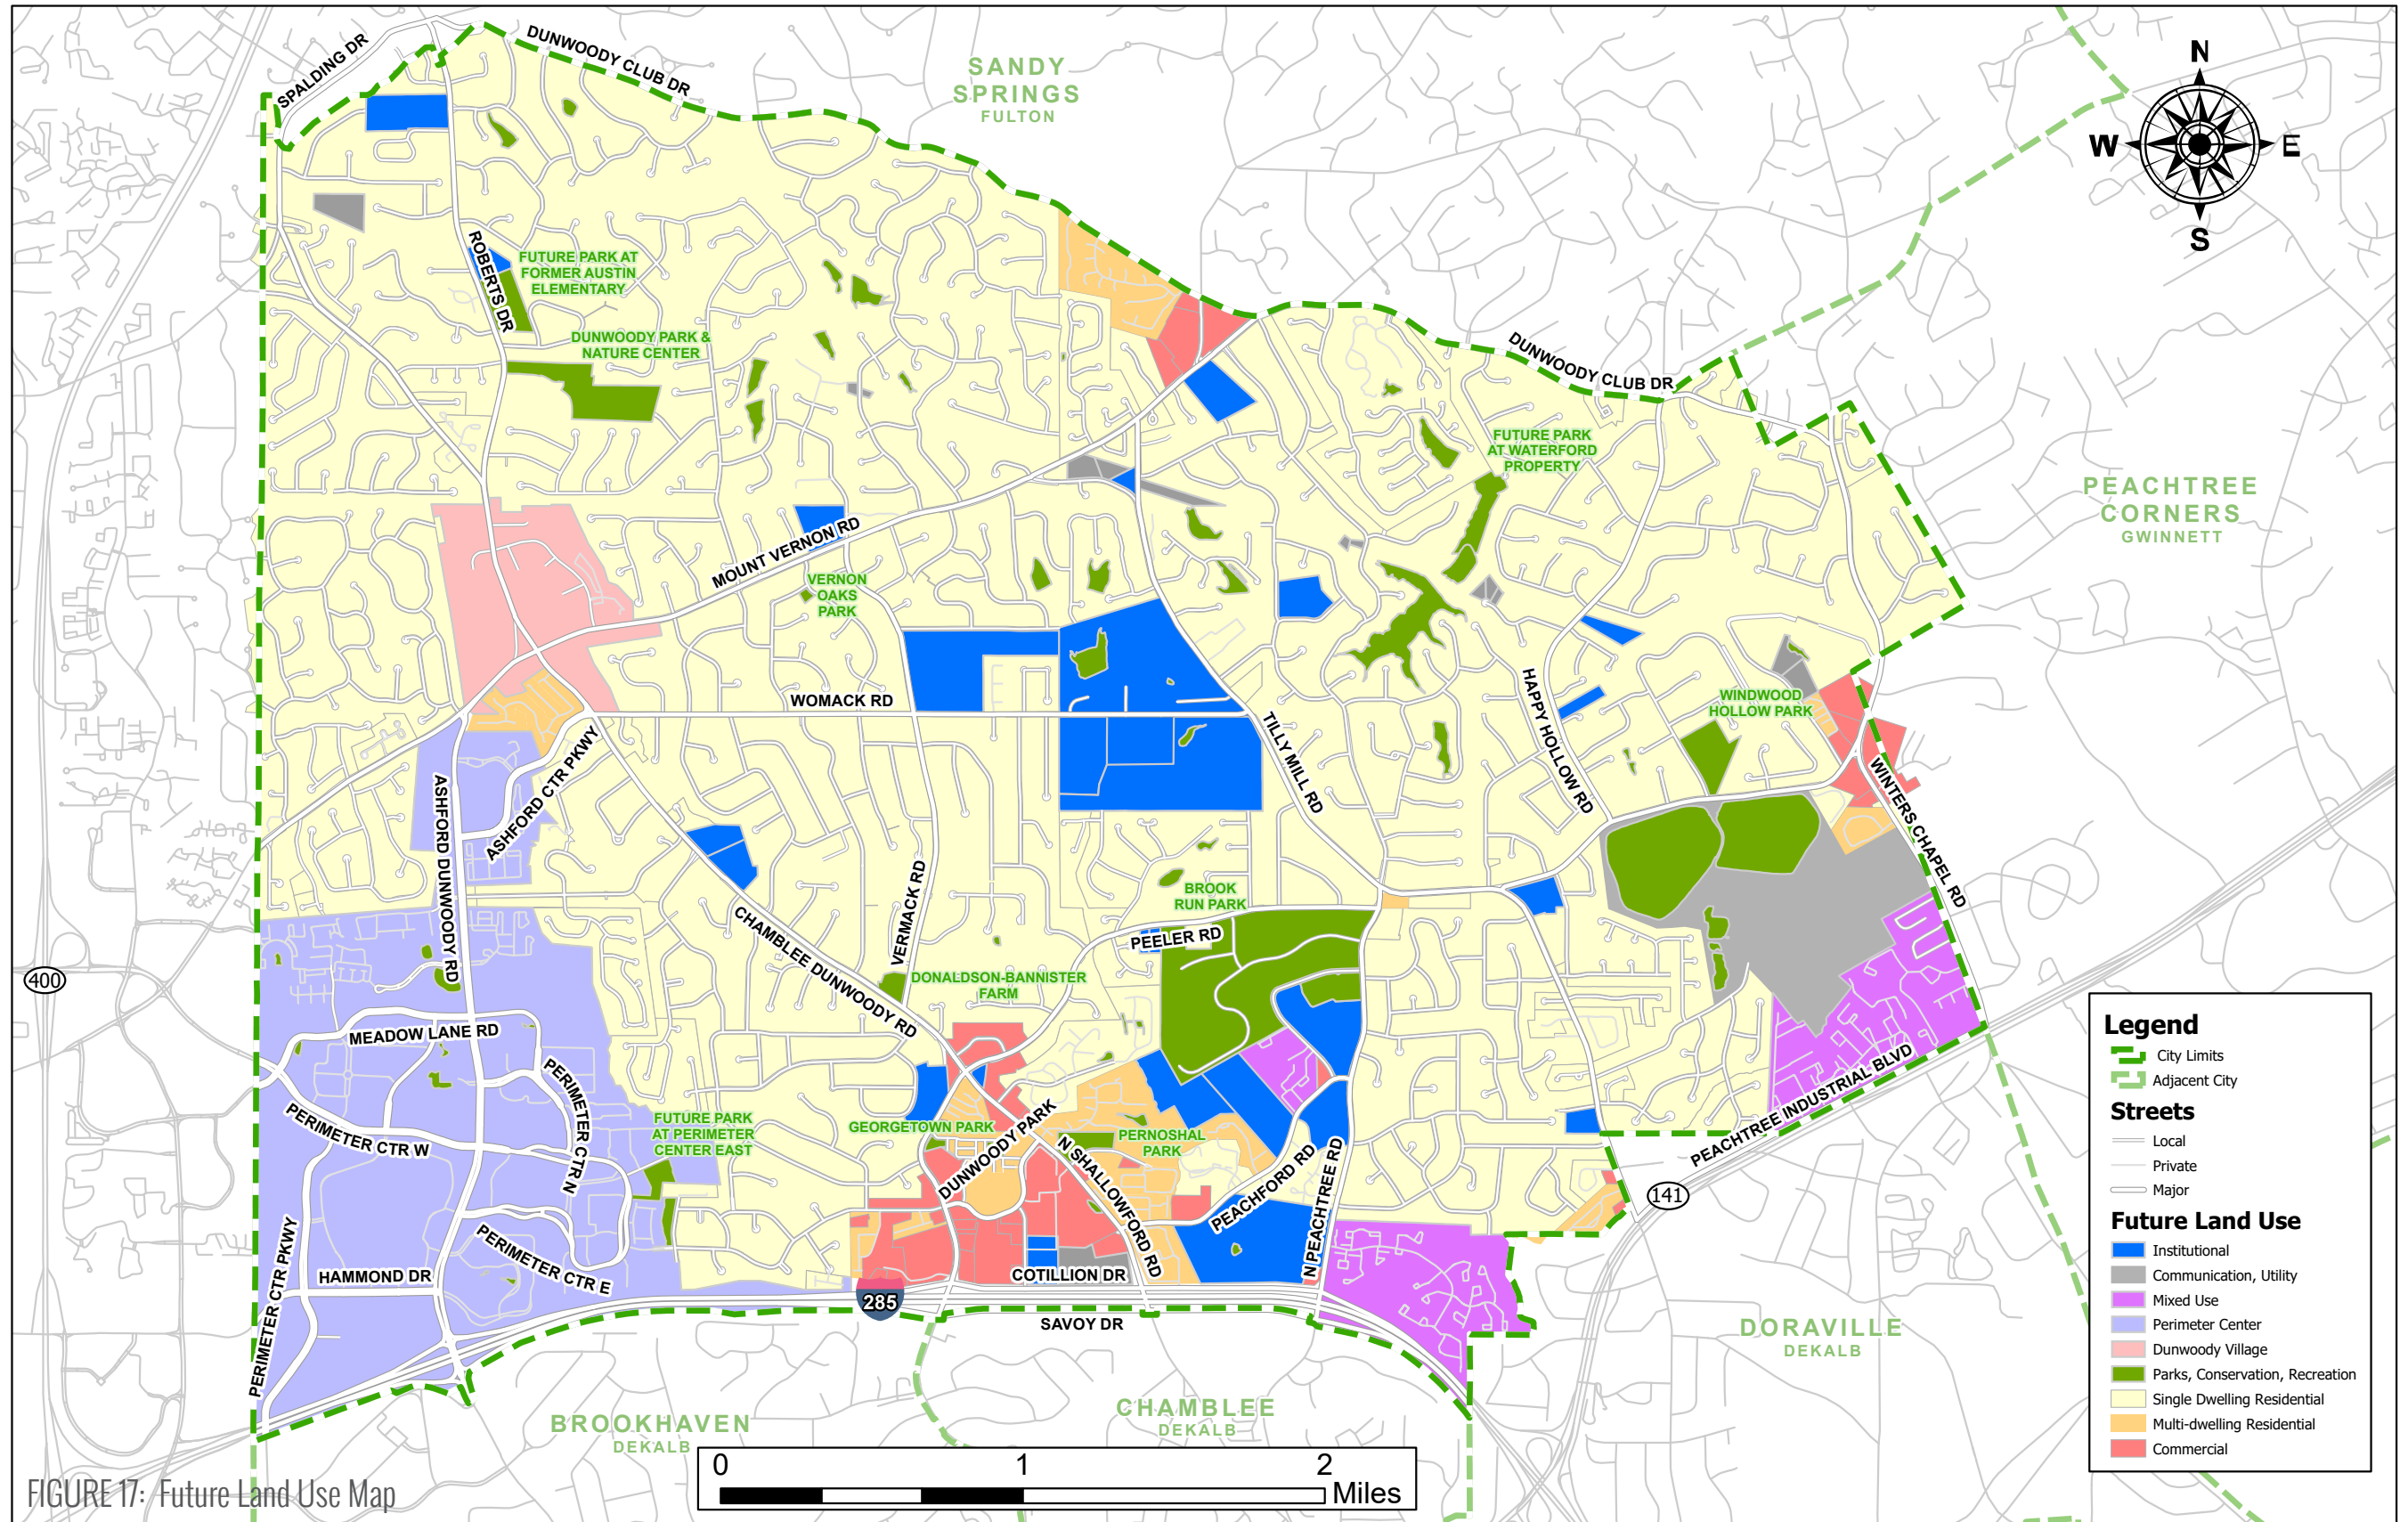 SPALDING DR
DUNWOODY CLUB DR
SANDY
SPRINGS
FULTON
N
W
E
S
ROBERTS DR
FUTURE PARK AT
FORMER AUSTIN
ELEMENTARY
DUNWOODY PARK &
NATURE CENTER
DUNWOODY CLUB DR
FUTURE PARK
AT WATERFORD
PROPERTY
PEACHTREE
CORNERS
GWINNETT
MOUNT VERNON RD
VERNON
OAKS
PARK
WOMACK RD
TILLY MILL RD
HAPPY HOLLOW RD
WINDWOOD
HOLLOW PARK
WINTERS CHAPEL RD
ASHFORD DUNWOODY RD
ASHFORD CTR PKWY
CHAMBLEE DUNWOODY RD
VERMACK RD
BROOK
RUN PARK
PEELER RD
DONALDSON-BANNISTER
FARM
400
MEADOW LANE RD
PERIMETER CTR W
PERIMETER CTR N
FUTURE PARK
AT PERIMETER
CENTER EAST
GEORGETOWN PARK
DUNWOODY PARK
N SHALLOWFORD RD
PERNOSHAL
PARK
PEACHFORD RD
N PEACHTREE RD
PEACHTREE INDUSTRIAL BLVD
141
PERIMETER CTR PKWY
HAMMOND DR
PERIMETER CTR E
COTILLION DR
285
SAVOY DR
BROOKHAVEN
DEKALB
CHAMBLEE
DEKALB
DORAVILLE
DEKALB
Legend
City Limits
Adjacent City
Streets
Local
Private
Major
Future Land Use
Institutional
Communication, Utility
Mixed Use
Perimeter Center
Dunwoody Village
Parks, Conservation, Recreation
Single Dwelling Residential
Multi-dwelling Residential
Commercial
0 1 2
Miles
FIGURE 17: Future Land Use Map